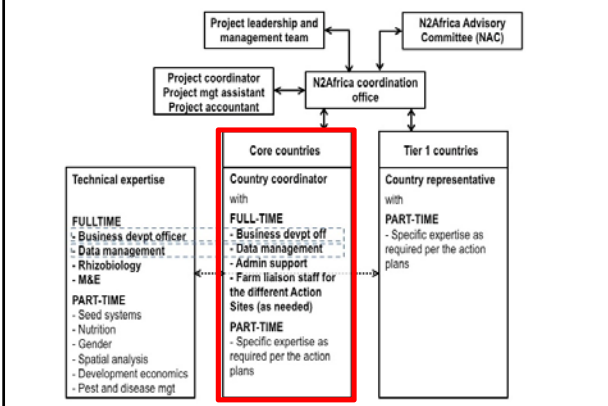 Project leadership and
management team
N2Africa Advisory
Committee (NAC)
Project coordinator
Project mgt assistant
Project accountant
N2Africa coordination
office
Technical expertise
FULLTIME
- Business devpt officer
- Data management
- Rhizobiology
- M&E
PART-TIME
- Seed systems
- Nutrition
- Gender
- Spatial analysis
- Development economics
- Pest and disease mgt
Core countries
Country coordinator
with
FULL-TIME
- Business devpt off
- Data management
- Admin support
- Farm liaison staff for
the different Action
Sites (as needed)
PART-TIME
- Specific expertise as
required per the action
plans
Tier 1 countries
Country representative
with
PART-TIME
- Specific expertise as
required per the action
plans